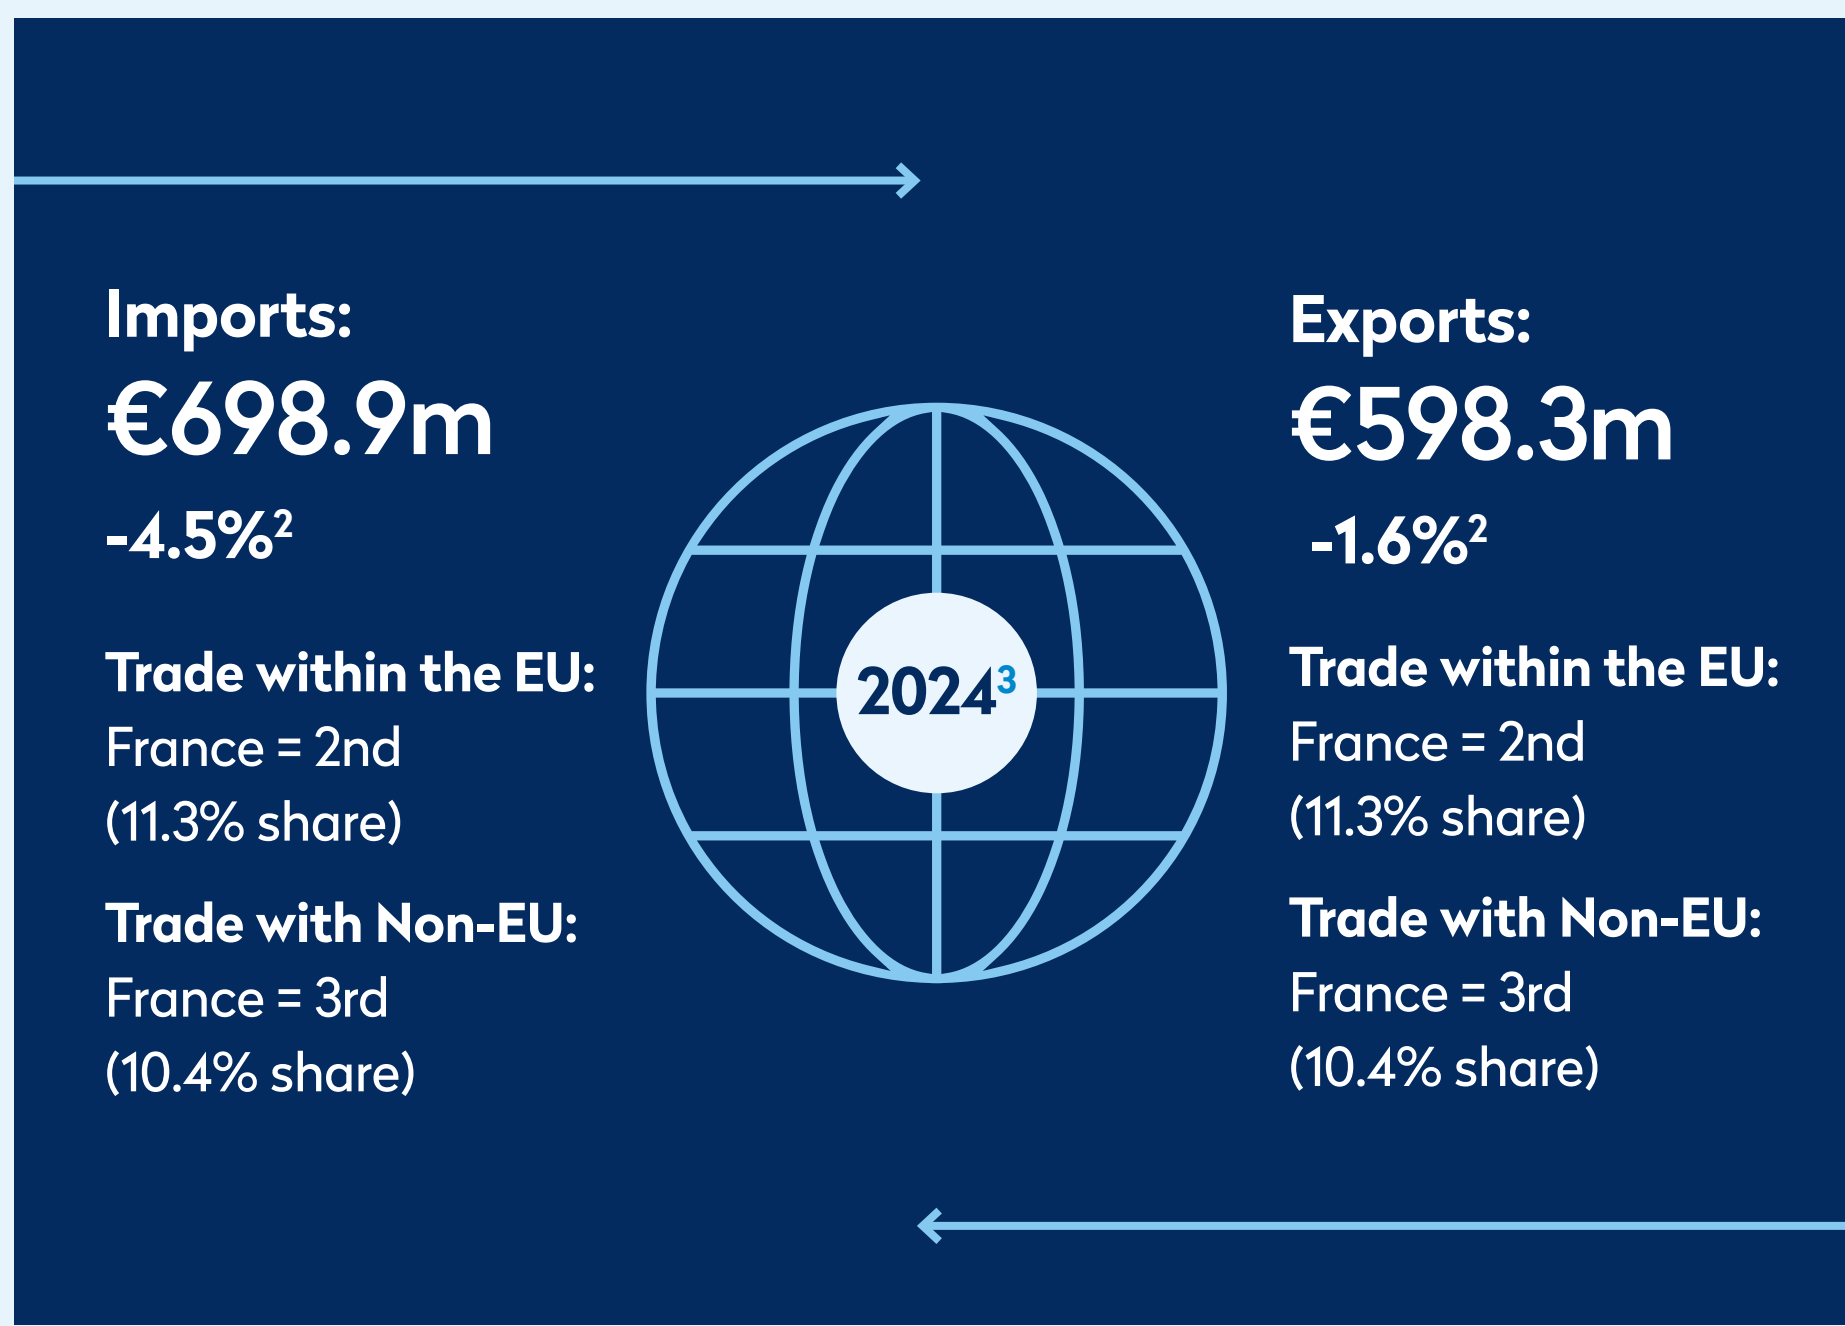 Imports:
€698.9m
-4.5%²
Trade within the EU:
France = 2nd
(11.3% share)
Trade with Non-EU:
France = 3rd
(10.4% share)
2024³
Exports:
€598.3m
-1.6%²
Trade within the EU:
France = 2nd
(11.3% share)
Trade with Non-EU:
France = 3rd
(10.4% share)